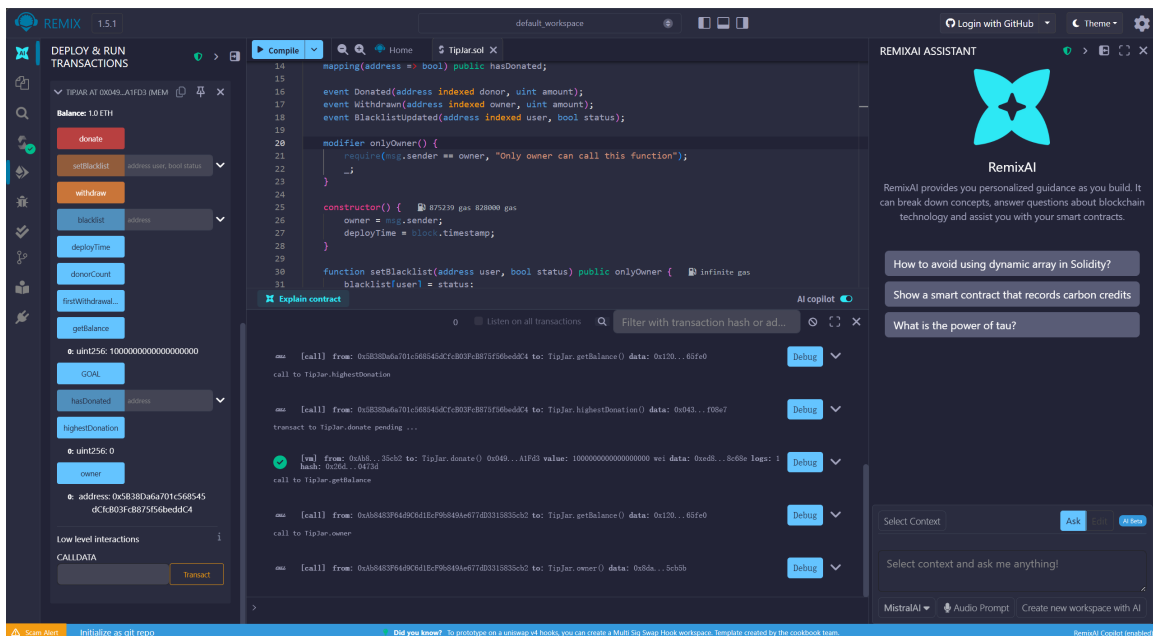 REMIX 1.5.1
default_workspace
Login with GitHub
Theme
DEPLOY & RUN
TRANSACTIONS
TIPJAR AT 0X049...A1FD3 (MEM
Balance: 1.0 ETH
donate
setBlacklist address user, bool status
withdraw
blacklist address
deployTime
donorCount
firstWithdrawal...
getBalance
0: uint256: 1000000000000000000
GOAL
hasDonated address
highestDonation
0: uint256: 0
owner
0: address: 0x5B38Da6a701c568545
dCfcB03FcB875f56beddC4
Low level interactions i
CALLDATA
Transact
Compile
Home
TipJar.sol
14 mapping(address => bool) public hasDonated;
15
16 event Donated(address indexed donor, uint amount);
17 event Withdrawn(address indexed owner, uint amount);
18 event BlacklistUpdated(address indexed user, bool status);
19
20 modifier onlyOwner() {
21 require(msg.sender == owner, "Only owner can call this function");
22 _;
23 }
24
25 constructor() { 875239 gas 828000 gas
26 owner = msg.sender;
27 deployTime = block.timestamp;
28 }
29
30 function setBlacklist(address user, bool status) public onlyOwner { infinite gas
31 blacklist[user] = status;
Explain contract
AI copilot
0 Listen on all transactions Filter with transaction hash or ad...
[call] from: 0x5B38Da6a701c568545dCfcB03FcB875f56beddC4 to: TipJar.getBalance() data: 0x120...65fe0
Debug
call to TipJar.highestDonation
[call] from: 0x5B38Da6a701c568545dCfcB03FcB875f56beddC4 to: TipJar.highestDonation() data: 0x043...f08e7
Debug
transact to TipJar.donate pending ...
[vm] from: 0xAb8...35cb2 to: TipJar.donate() 0x049...A1Fd3 value: 1000000000000000000 wei data: 0xed8...8c68e logs: 1
hash: 0x26d...0473d
Debug
call to TipJar.getBalance
[call] from: 0xAb8483F64d9C6d1EcF9b849Ae677dD3315835cb2 to: TipJar.getBalance() data: 0x120...65fe0
Debug
call to TipJar.owner
[call] from: 0xAb8483F64d9C6d1EcF9b849Ae677dD3315835cb2 to: TipJar.owner() data: 0x8da...5cb5b
Debug
>
REMIXAI ASSISTANT
RemixAI
RemixAI provides you personalized guidance as you build. It
can break down concepts, answer questions about blockchain
technology and assist you with your smart contracts.
How to avoid using dynamic array in Solidity?
Show a smart contract that records carbon credits
What is the power of tau?
Select Context
Ask Edit AI Beta
Select context and ask me anything!
MistralAI Audio Prompt Create new workspace with AI
Scam Alert Initialize as git repo
Did you know? To prototype on a uniswap v4 hooks, you can create a Multi Sig Swap Hook workspace. Template created by the cookbook team.
RemixAI Copilot (enabled)